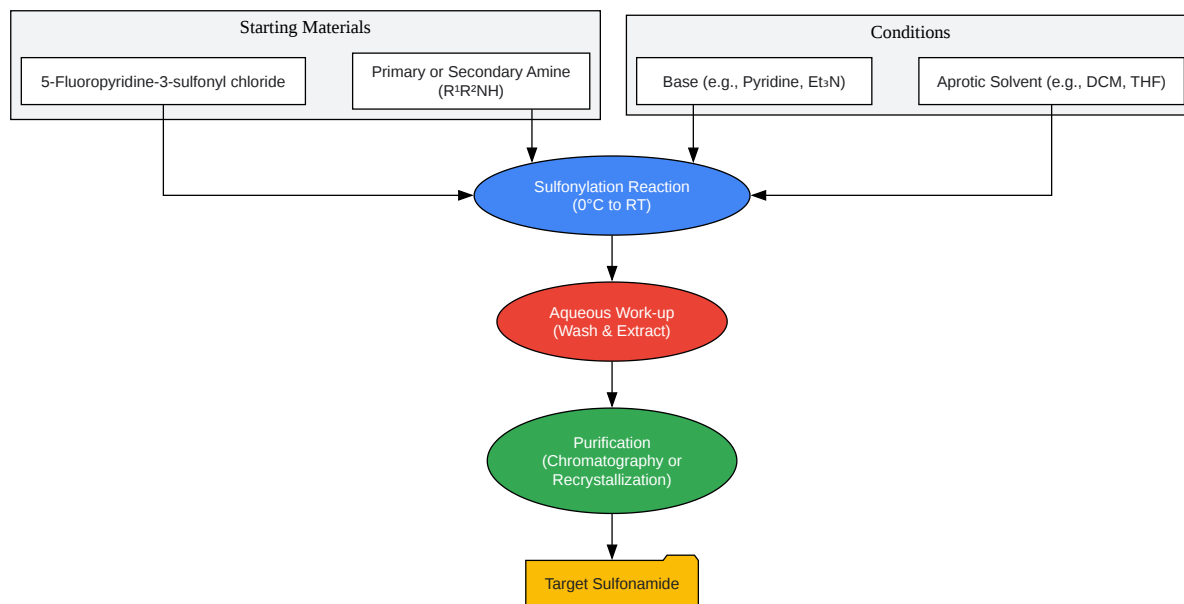 Starting Materials
5-Fluoropyridine-3-sulfonyl chloride
Primary or Secondary Amine
(R¹R²NH)
Conditions
Base (e.g., Pyridine, Et₃N)
Aprotic Solvent (e.g., DCM, THF)
Sulfonylation Reaction
(0°C to RT)
Aqueous Work-up
(Wash & Extract)
Purification
(Chromatography or
Recrystallization)
Target Sulfonamide